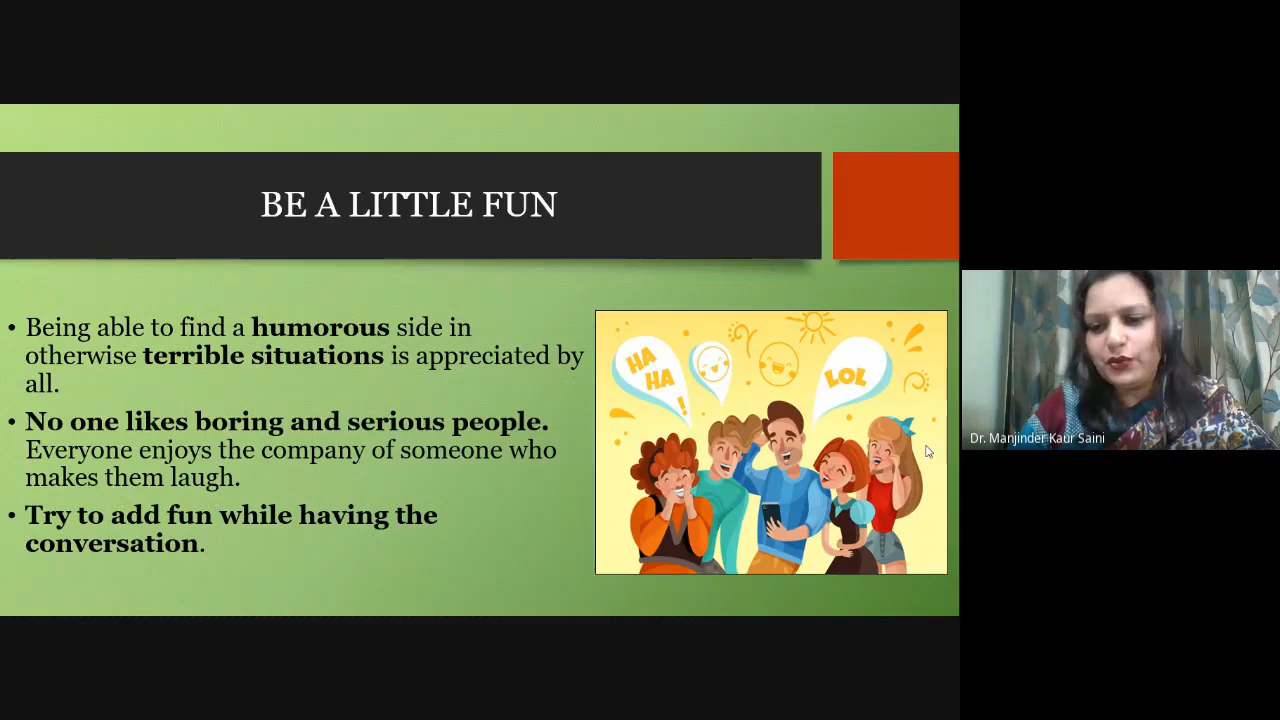 BE A LITTLE FUN
• Being able to find a humorous side in
otherwise terrible situations is appreciated by
all.
• No one likes boring and serious people.
Everyone enjoys the company of someone who
makes them laugh.
• Try to add fun while having the
conversation.
HA
HA
!
LOL
Dr. Manjinder Kaur Saini